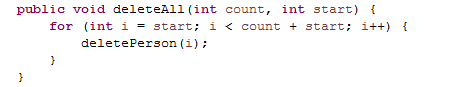 public void deleteAll(int count, int start) {
    for (int i = start; i < count + start; i++) {
        deletePerson(i);
    }
}